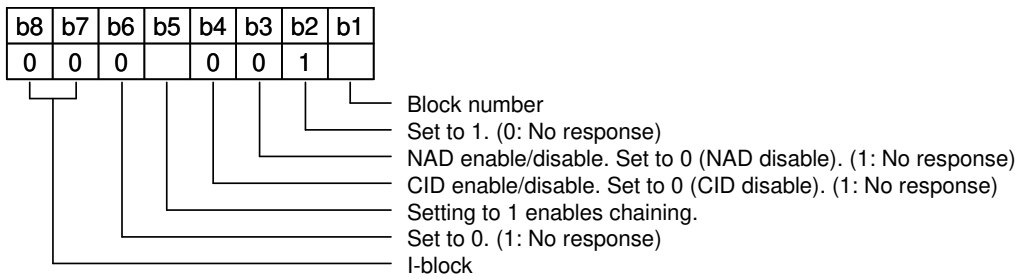 b8 b7 b6 b5 b4 b3 b2 b1
0 0 0 0 0 1
Block number
Set to 1. (0: No response)
NAD enable/disable. Set to 0 (NAD disable). (1: No response)
CID enable/disable. Set to 0 (CID disable). (1: No response)
Setting to 1 enables chaining.
Set to 0. (1: No response)
I-block